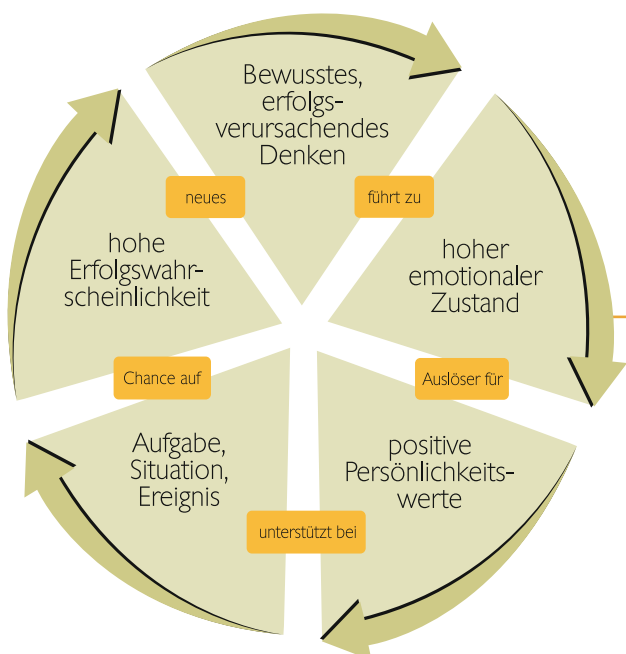 Bewusstes,
erfolgs-
verursachendes
Denken
führt zu
hoher
emotionaler
Zustand
Auslöser für
positive
Persönlichkeits-
werte
unterstützt bei
Aufgabe,
Situation,
Ereignis
Chance auf
hohe
Erfolgswahr-
scheinlichkeit
neues